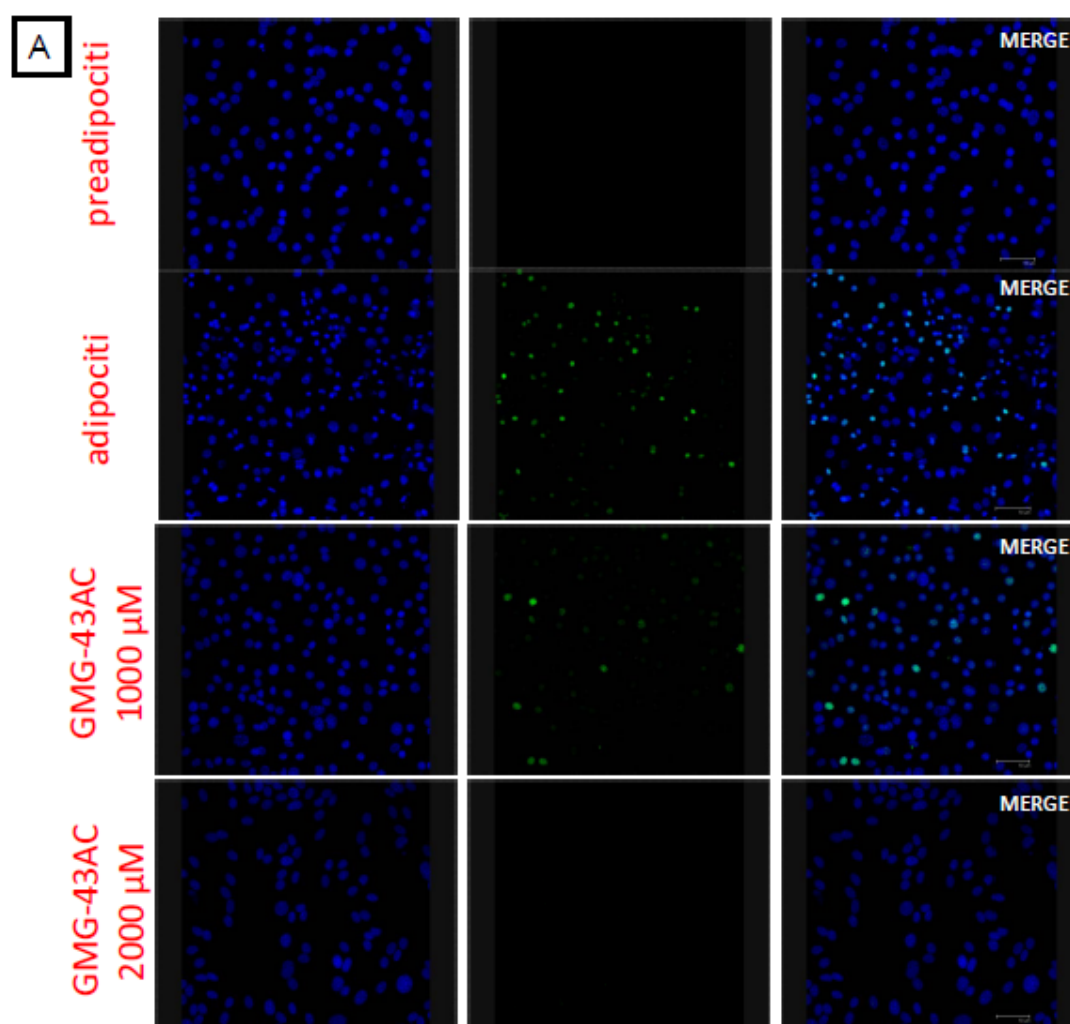 A
preadipociti
MERGE
adipociti
MERGE
GMG-43AC
1000 µM
MERGE
GMG-43AC
2000 µM
MERGE